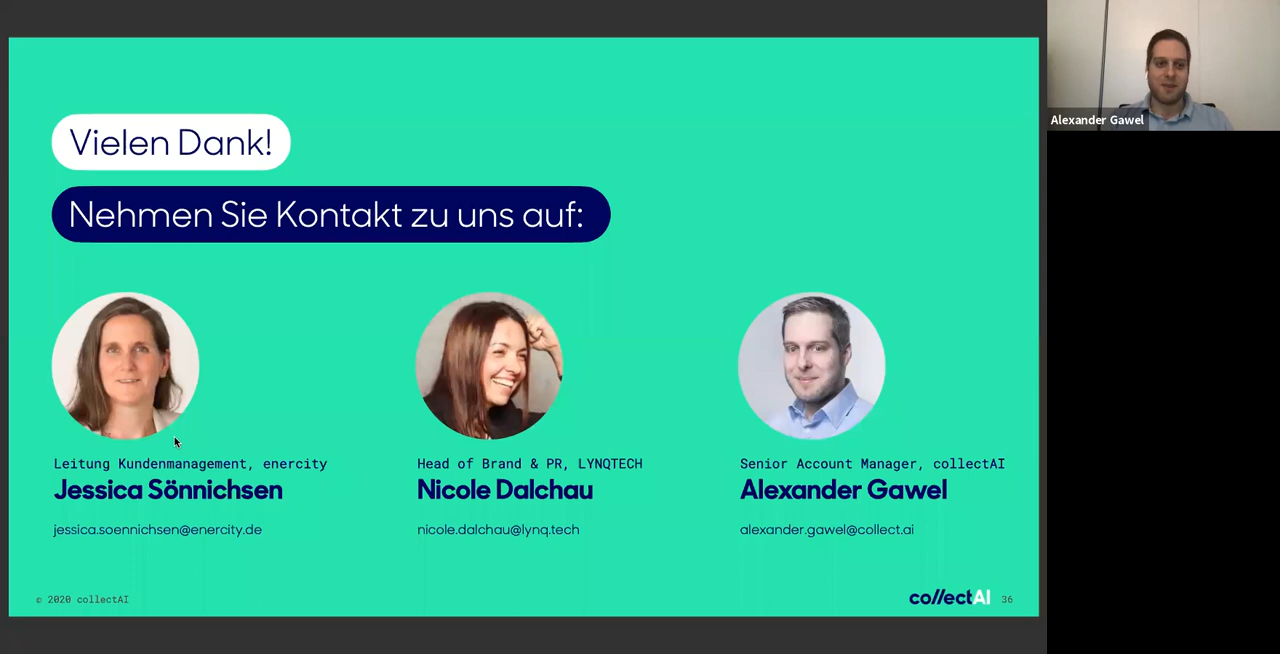 Vielen Dank!
Nehmen Sie Kontakt zu uns auf:
Leitung Kundenmanagement, enercity
Jessica Sönnichsen
jessica.soennichsen@enercity.de
Head of Brand & PR, LYNQTECH
Nicole Dalchau
nicole.dalchau@lynq.tech
Senior Account Manager, collectAI
Alexander Gawel
alexander.gawel@collect.ai
© 2020 collectAI
collectAI
36
Alexander Gawel